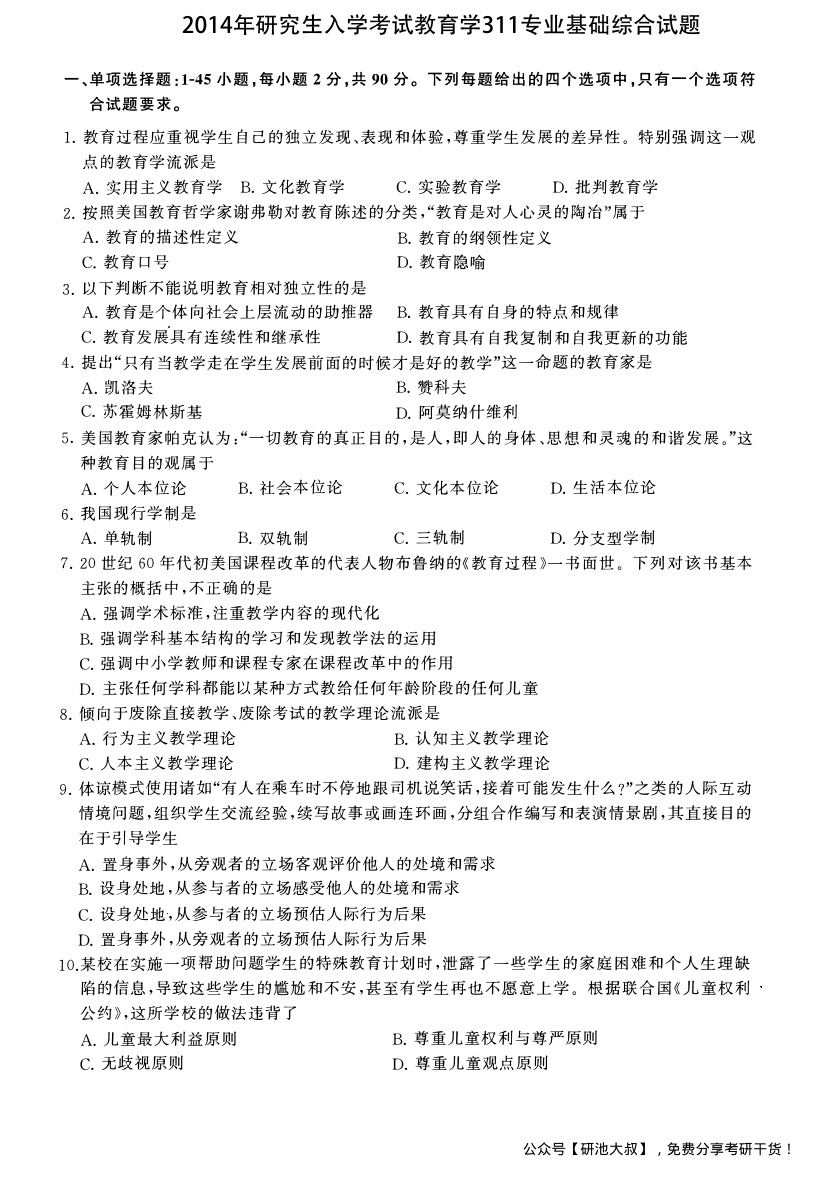 2014年研究生入学考试教育学311专业基础综合试题
一、单项选择题:1-45 小题,每小题 2 分,共 90 分。下列每题给出的四个选项中,只有一个选项符
合试题要求。
1. 教育过程应重视学生自己的独立发现、表现和体验,尊重学生发展的差异性。特别强调这一观
点的教育学流派是
A. 实用主义教育学 B. 文化教育学 C. 实验教育学 D. 批判教育学
2. 按照美国教育哲学家谢弗勒对教育陈述的分类,“教育是对人心灵的陶冶”属于
A. 教育的描述性定义 B. 教育的纲领性定义
C. 教育口号 D. 教育隐喻
3. 以下判断不能说明教育相对独立性的是
A. 教育是个体向社会上层流动的助推器 B. 教育具有自身的特点和规律
C. 教育发展具有连续性和继承性 D. 教育具有自我复制和自我更新的功能
4. 提出“只有当教学走在学生发展前面的时候才是好的教学”这一命题的教育家是
A. 凯洛夫 B. 赞科夫
C. 苏霍姆林斯基 D. 阿莫纳什维利
5. 美国教育家帕克认为:“一切教育的真正目的,是人,即人的身体、思想和灵魂的和谐发展。”这
种教育目的观属于
A. 个人本位论 B. 社会本位论 C. 文化本位论 D. 生活本位论
6. 我国现行学制是
A. 单轨制 B. 双轨制 C. 三轨制 D. 分支型学制
7. 20 世纪 60 年代初美国课程改革的代表人物布鲁纳的《教育过程》一书面世。下列对该书基本
主张的概括中,不正确的是
A. 强调学术标准,注重教学内容的现代化
B. 强调学科基本结构的学习和发现教学法的运用
C. 强调中小学教师和课程专家在课程改革中的作用
D. 主张任何学科都能以某种方式教给任何年龄阶段的任何儿童
8. 倾向于废除直接教学、废除考试的教学理论流派是
A. 行为主义教学理论 B. 认知主义教学理论
C. 人本主义教学理论 D. 建构主义教学理论
9. 体谅模式使用诸如“有人在乘车时不停地跟司机说笑话,接着可能发生什么?”之类的人际互动
情境问题,组织学生交流经验,续写故事或画连环画,分组合作编写和表演情景剧,其直接目的
在于引导学生
A. 置身事外,从旁观者的立场客观评价他人的处境和需求
B. 设身处地,从参与者的立场感受他人的处境和需求
C. 设身处地,从参与者的立场预估人际行为后果
D. 置身事外,从旁观者的立场预估人际行为后果
10.某校在实施一项帮助问题学生的特殊教育计划时,泄露了一些学生的家庭困难和个人生理缺
陷的信息,导致这些学生的尴尬和不安,甚至有学生再也不愿意上学。根据联合国《儿童权利
公约》,这所学校的做法违背了
A. 儿童最大利益原则 B. 尊重儿童权利与尊严原则
C. 无歧视原则 D. 尊重儿童观点原则
公众号【研池大叔】,免费分享考研干货!